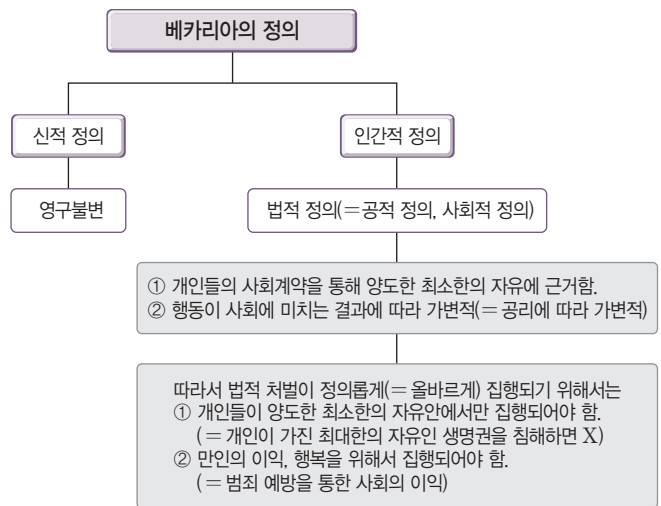 베카리아의 정의
신적 정의
인간적 정의
영구불변
법적 정의(＝공적 정의, 사회적 정의)
① 개인들의 사회계약을 통해 양도한 최소한의 자유에 근거함.
② 행동이 사회에 미치는 결과에 따라 가변적(＝공리에 따라 가변적)
따라서 법적 처벌이 정의롭게(＝올바르게) 집행되기 위해서는
① 개인들이 양도한 최소한의 자유안에서만 집행되어야 함.
(＝개인이 가진 최대한의 자유인 생명권을 침해하면 X)
② 만인의 이익, 행복을 위해서 집행되어야 함.
(＝범죄 예방을 통한 사회의 이익)